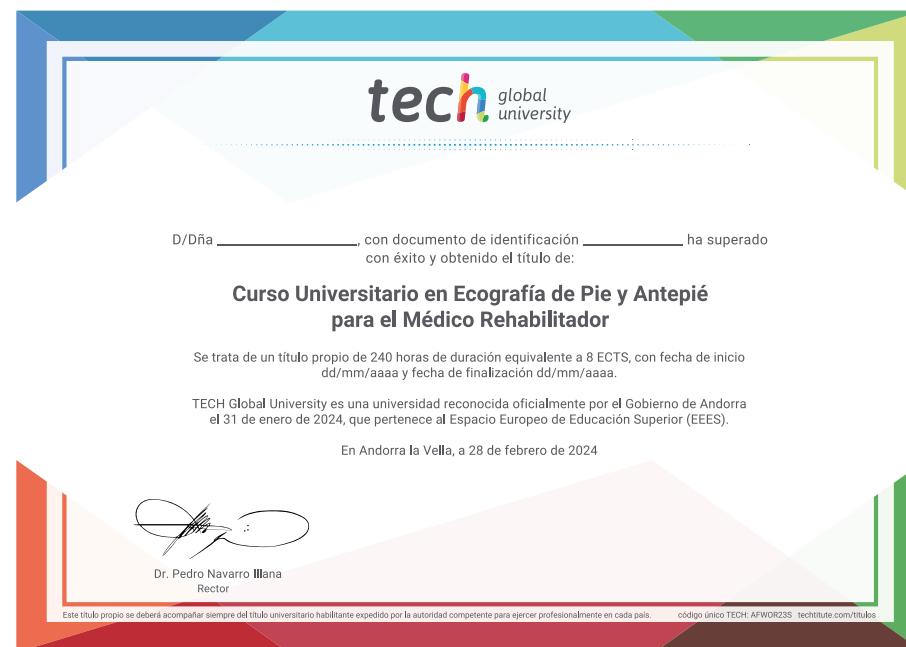 tech global university
D/Dña ____________, con documento de identificación ____________ ha superado
con éxito y obtenido el título de:
Curso Universitario en Ecografía de Pie y Antepié
para el Médico Rehabilitador
Se trata de un título propio de 240 horas de duración equivalente a 8 ECTS, con fecha de inicio
dd/mm/aaaa y fecha de finalización dd/mm/aaaa.
TECH Global University es una universidad reconocida oficialmente por el Gobierno de Andorra
el 31 de enero de 2024, que pertenece al Espacio Europeo de Educación Superior (EEES).
En Andorra la Vella, a 28 de febrero de 2024
Dr. Pedro Navarro Illana
Rector
Este título propio se deberá acompañar siempre del título universitario habilitante expedido por la autoridad competente para ejercer profesionalmente en cada país. código único TECH: AFWOR23S techtitute.com/titulos